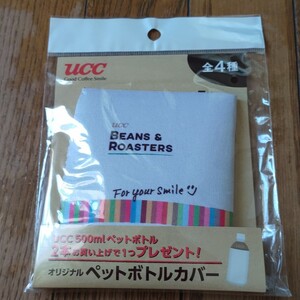 UCC
Good Coffee Smile
全4種
UCC
BEANS &
ROASTERS
For your smile
UCC 500mlペットボトル
2本お買い上げで1つプレゼント!
オリジナル ペットボトルカバー